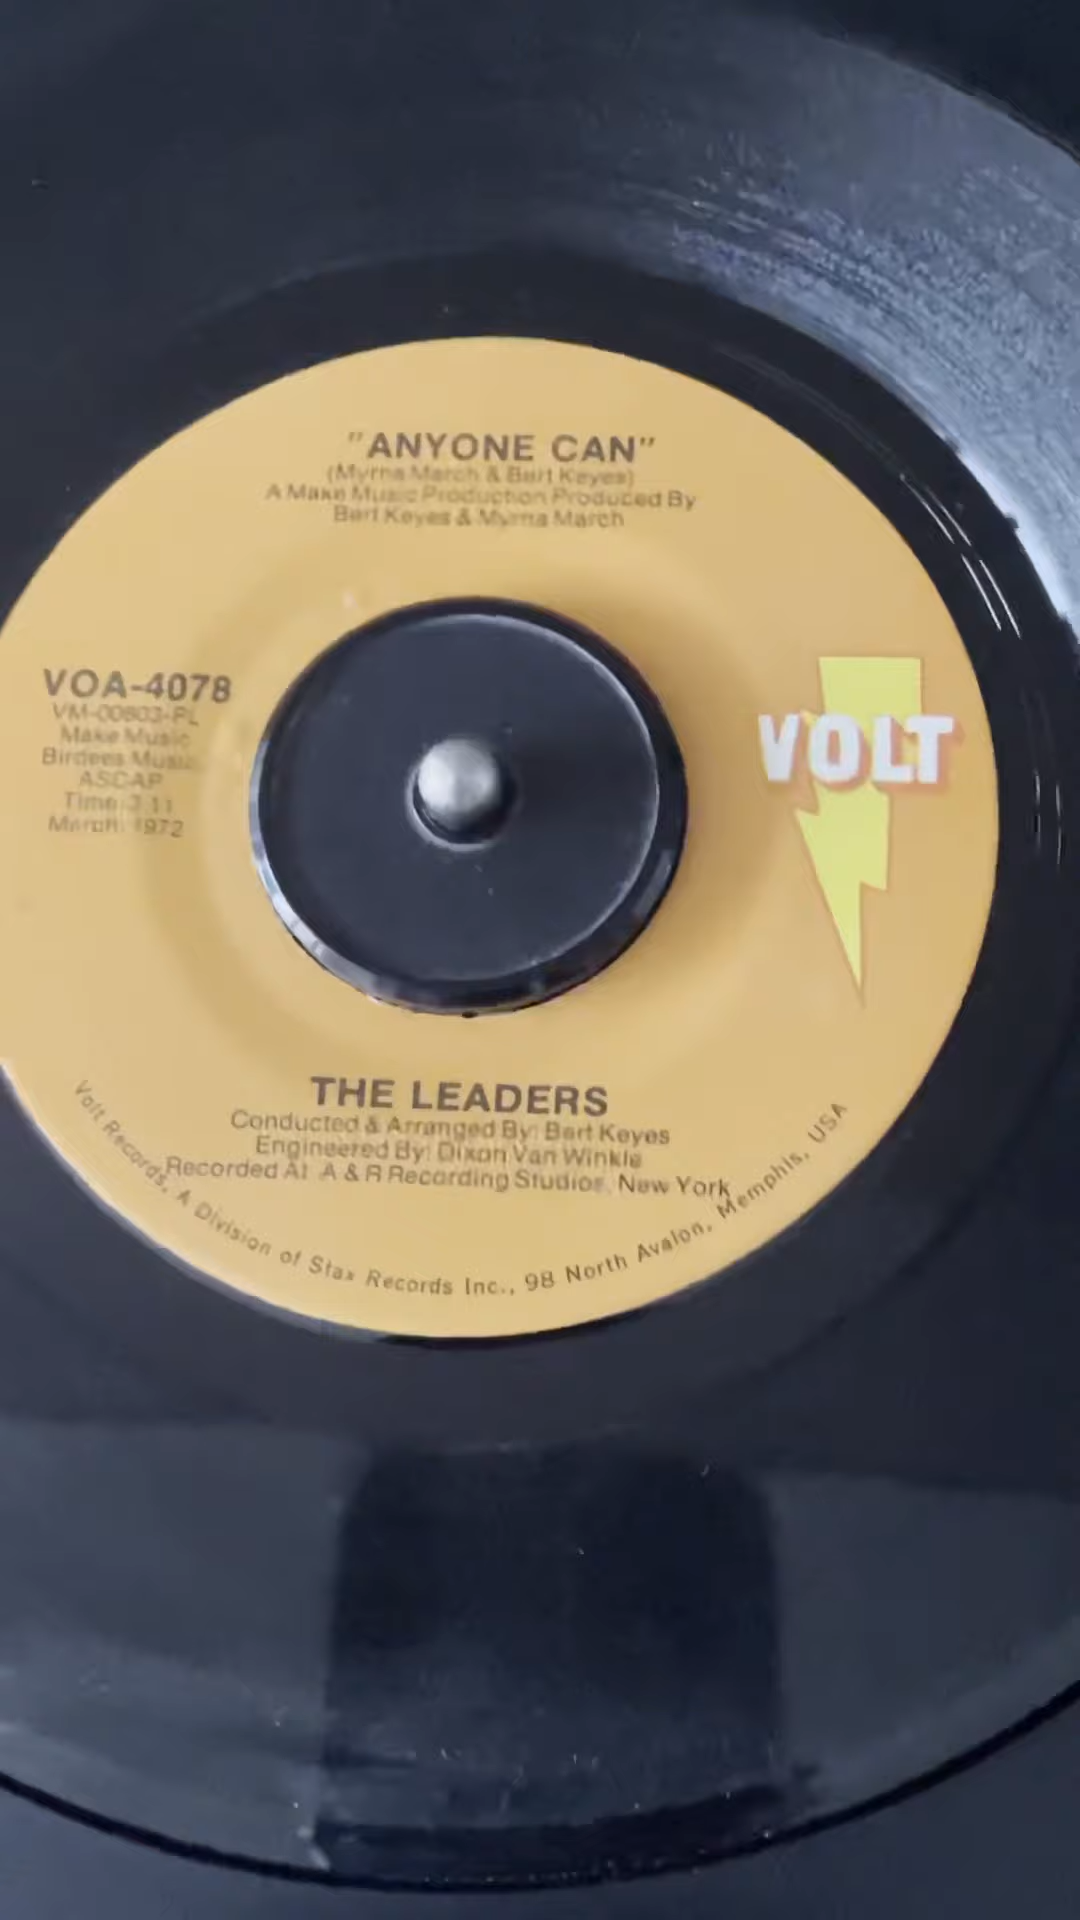 "ANYONE CAN"
(Myrna March & Bert Keyes)
A Make Music Production Produced By
Bert Keyes & Myrna March
VOA-4078
VM-00803-PL
Make Music
Birdees Music
ASCAP
Time: 3:11
March, 1972
VOLT
THE LEADERS
Conducted & Arranged By: Bert Keyes
Engineered By: Dixon Van Winkle
Recorded At: A & R Recording Studios, New York
Volt Records, A Division of Stax Records Inc., 98 North Avalon, Memphis, USA